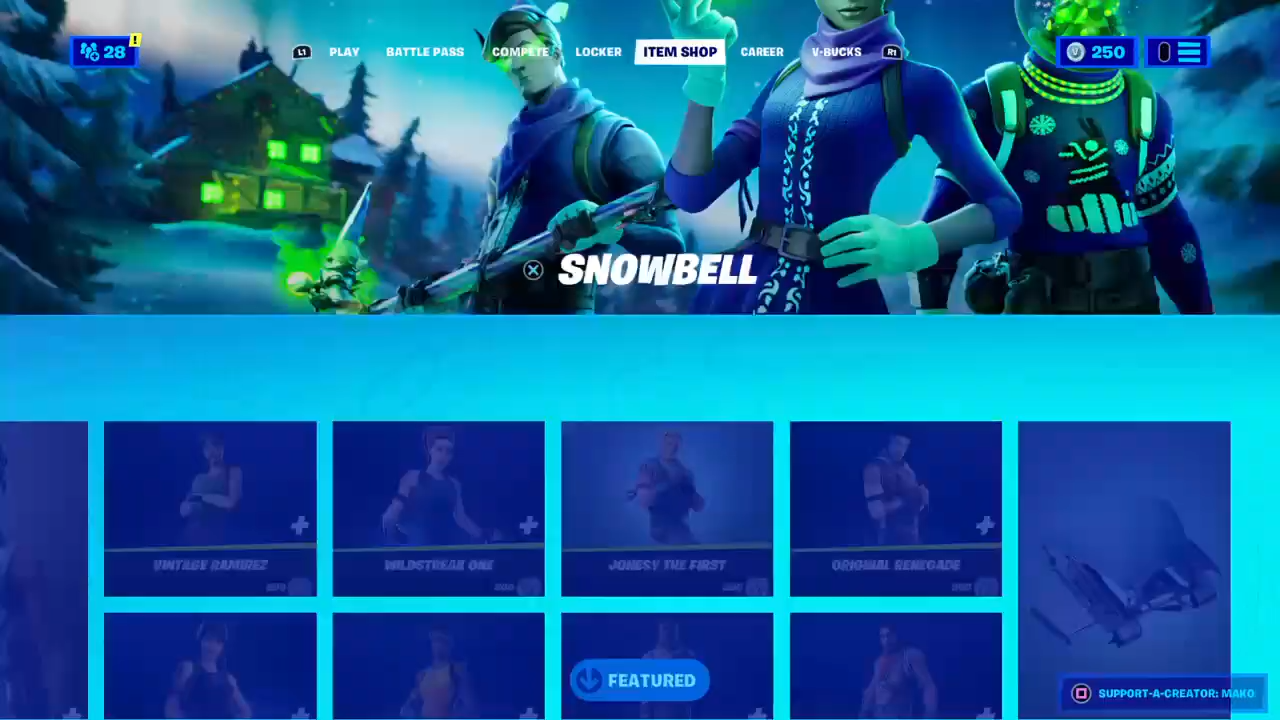 28
!
L1 PLAY BATTLE PASS COMPETE LOCKER ITEM SHOP CAREER V-BUCKS R1
V 250
SNOWBELL
VINTAGE RAMIREZ
WILDSTREAK ONE
JONESY THE FIRST
ORIGINAL RENEGADE
FEATURED
SUPPORT-A-CREATOR: MAKO